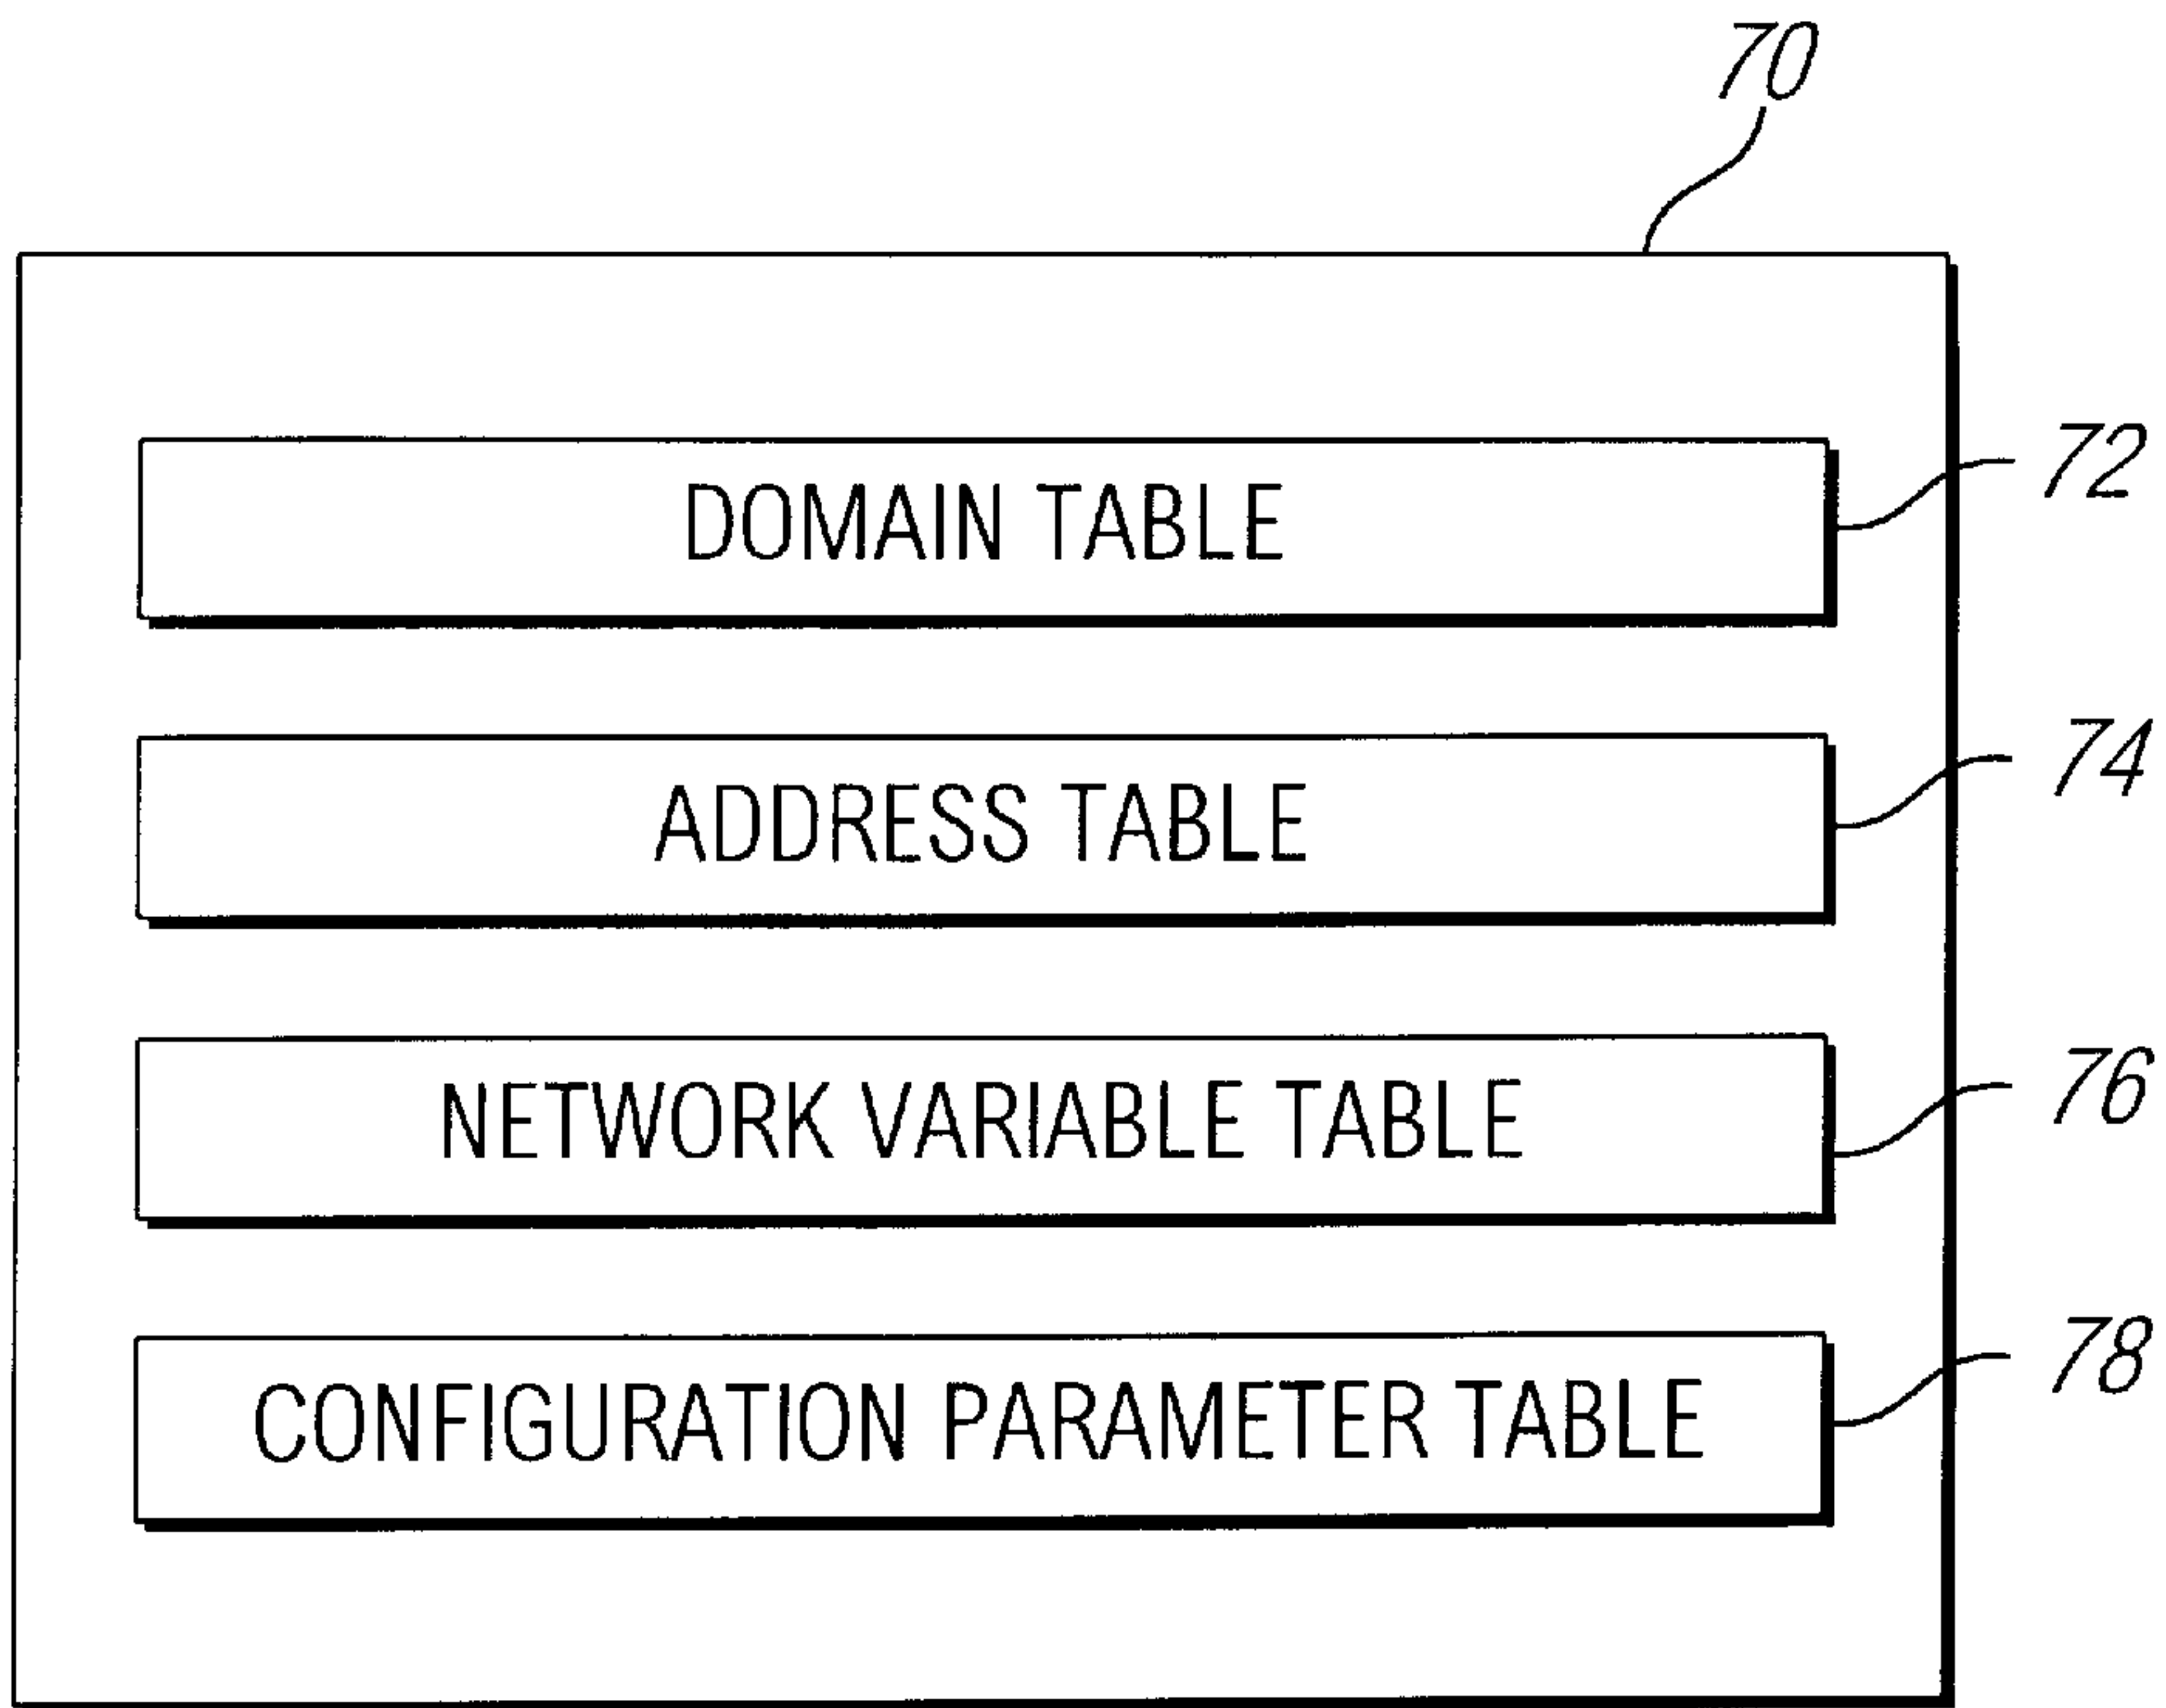 70
DOMAIN TABLE
72
ADDRESS TABLE
74
NETWORK VARIABLE TABLE
76
CONFIGURATION PARAMETER TABLE
78